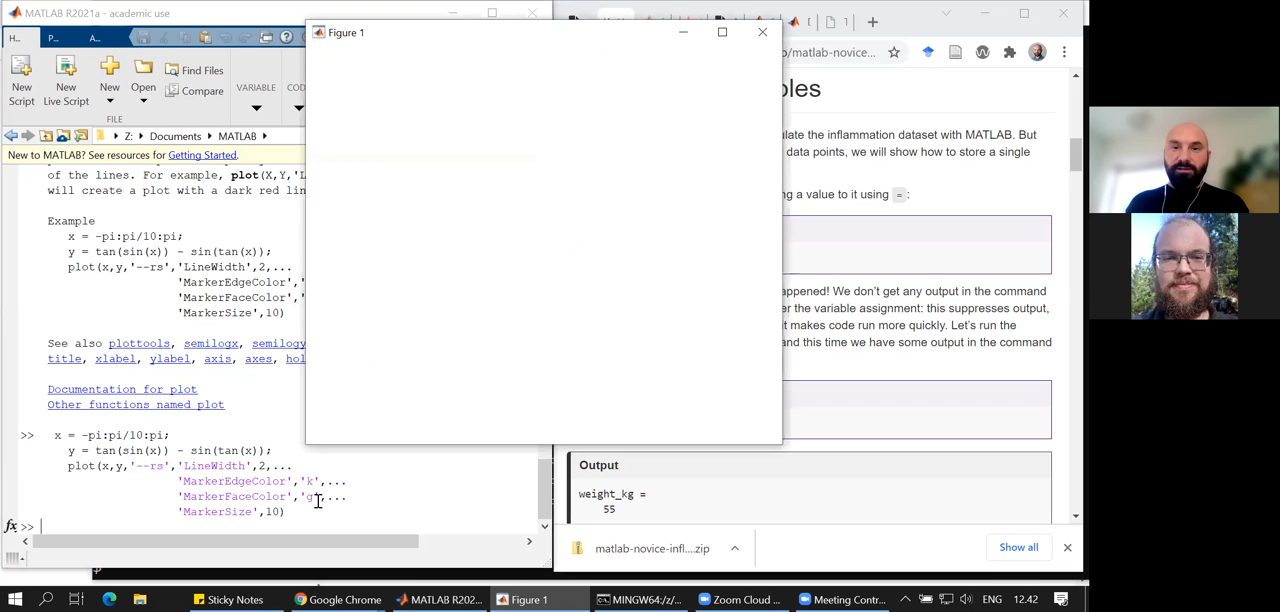 MATLAB R2021a - academic use
H...
P...
A...
New
Script
New
Live Script
New
Open
Find Files
Compare
FILE
VARIABLE
COD
Z:
Documents
MATLAB
New to MATLAB? See resources for Getting Started.
of the lines. For example, plot(X,Y,'L
will create a plot with a dark red lin
Example
x = -pi:pi/10:pi;
y = tan(sin(x)) - sin(tan(x));
plot(x,y,'--rs','LineWidth',2,...
'MarkerEdgeColor','
'MarkerFaceColor','
'MarkerSize',10)
See also plottools, semilogx, semilogy
title, xlabel, ylabel, axis, axes, hol
Documentation for plot
Other functions named plot
>> x = -pi:pi/10:pi;
y = tan(sin(x)) - sin(tan(x));
plot(x,y,'--rs','LineWidth',2,...
'MarkerEdgeColor','k',...
'MarkerFaceColor','g',...
'MarkerSize',10)
fx >>
Figure 1
/matlab-novice...
bles
ulate the inflammation dataset with MATLAB. But
data points, we will show how to store a single
ng a value to it using = :
appened! We don't get any output in the command
er the variable assignment: this suppresses output,
it makes code run more quickly. Let's run the
and this time we have some output in the command
Output
weight_kg =
55
matlab-novice-infl....zip
Show all
Sticky Notes
Google Chrome
MATLAB R202...
Figure 1
MINGW64:/z/...
Zoom Cloud ...
Meeting Contr...
ENG
12.42